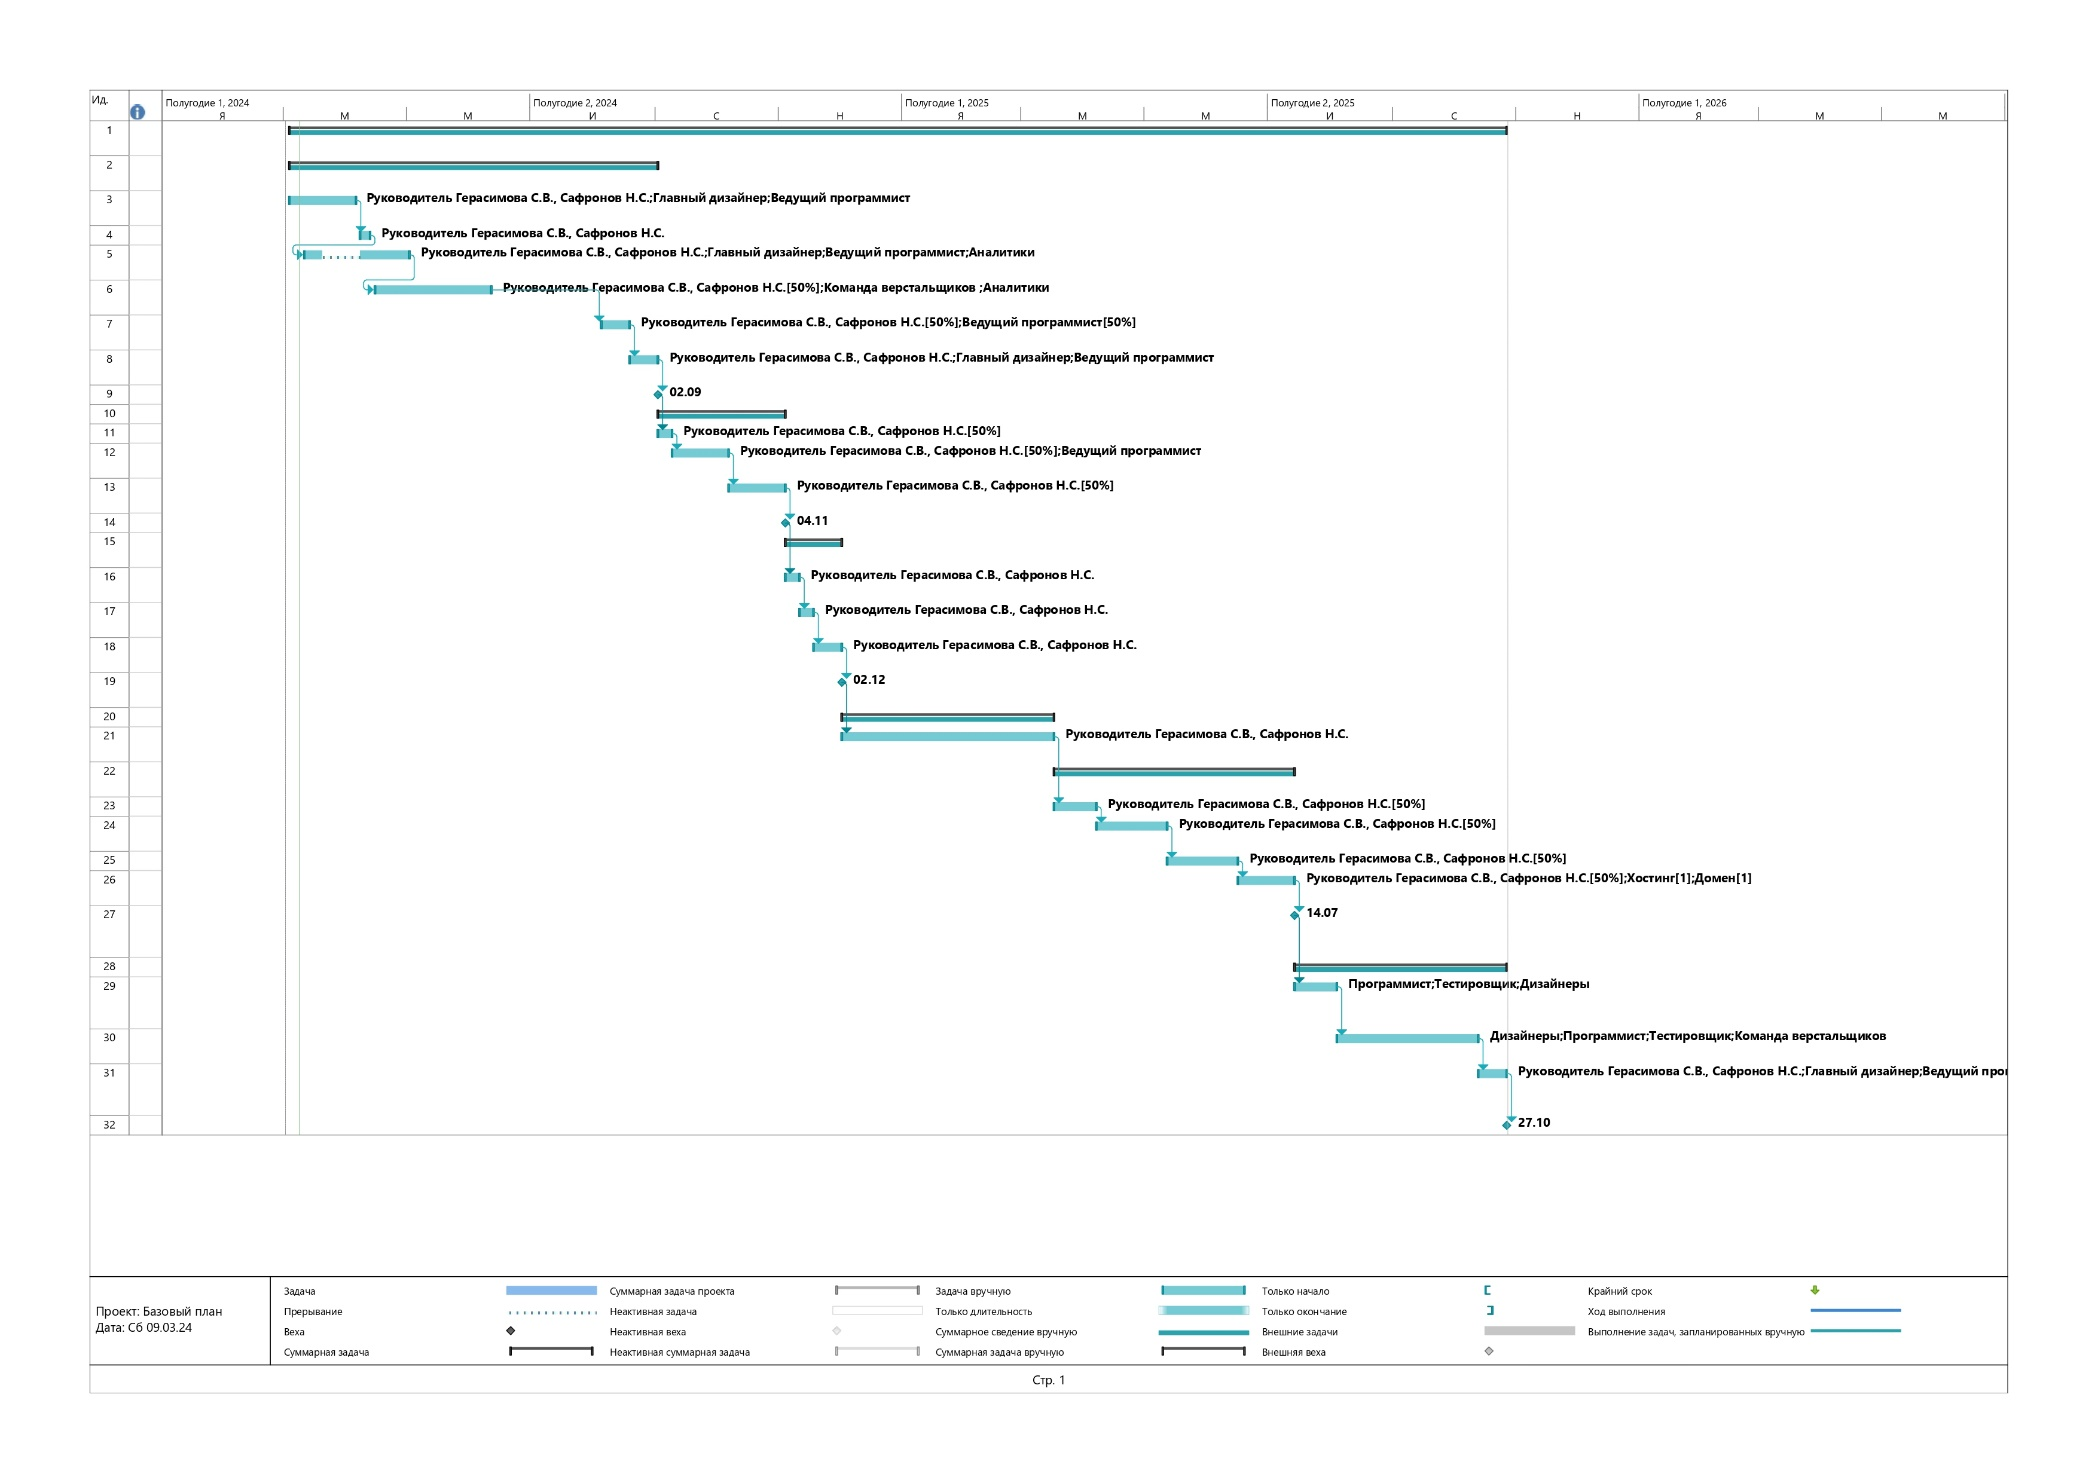 Ид.
Полугодие 1, 2024
Полугодие 2, 2024
Полугодие 1, 2025
Полугодие 2, 2025
Полугодие 1, 2026
Я М М И С Н Я М М И С Н Я М М
1
2
3 Руководитель Герасимова С.В., Сафронов Н.С.;Главный дизайнер;Ведущий программист
4 Руководитель Герасимова С.В., Сафронов Н.С.
5 Руководитель Герасимова С.В., Сафронов Н.С.;Главный дизайнер;Ведущий программист;Аналитики
6 Руководитель Герасимова С.В., Сафронов Н.С.[50%];Команда верстальщиков ;Аналитики
7 Руководитель Герасимова С.В., Сафронов Н.С.[50%];Ведущий программист[50%]
8 Руководитель Герасимова С.В., Сафронов Н.С.;Главный дизайнер;Ведущий программист
9 02.09
10
11 Руководитель Герасимова С.В., Сафронов Н.С.[50%]
12 Руководитель Герасимова С.В., Сафронов Н.С.[50%];Ведущий программист
13 Руководитель Герасимова С.В., Сафронов Н.С.[50%]
14 04.11
15
16 Руководитель Герасимова С.В., Сафронов Н.С.
17 Руководитель Герасимова С.В., Сафронов Н.С.
18 Руководитель Герасимова С.В., Сафронов Н.С.
19 02.12
20
21 Руководитель Герасимова С.В., Сафронов Н.С.
22
23 Руководитель Герасимова С.В., Сафронов Н.С.[50%]
24 Руководитель Герасимова С.В., Сафронов Н.С.[50%]
25 Руководитель Герасимова С.В., Сафронов Н.С.[50%]
26 Руководитель Герасимова С.В., Сафронов Н.С.[50%];Хостинг[1];Домен[1]
27 14.07
28
29 Программист;Тестировщик;Дизайнеры
30 Дизайнеры;Программист;Тестировщик;Команда верстальщиков
31 Руководитель Герасимова С.В., Сафронов Н.С.;Главный дизайнер;Ведущий про
32 27.10
Проект: Базовый план
Дата: Сб 09.03.24
Задача
Прерывание
Веха
Суммарная задача
Суммарная задача проекта
Неактивная задача
Неактивная веха
Неактивная суммарная задача
Задача вручную
Только длительность
Суммарное сведение вручную
Суммарная задача вручную
Только начало
Только окончание
Внешние задачи
Внешняя веха
Крайний срок
Ход выполнения
Выполнение задач, запланированных вручную
Стр. 1